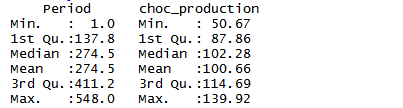 Period choc_production
Min. : 1.0 Min. : 50.67
1st Qu.:137.8 1st Qu.: 87.86
Median :274.5 Median :102.28
Mean :274.5 Mean :100.66
3rd Qu.:411.2 3rd Qu.:114.69
Max. :548.0 Max. :139.92